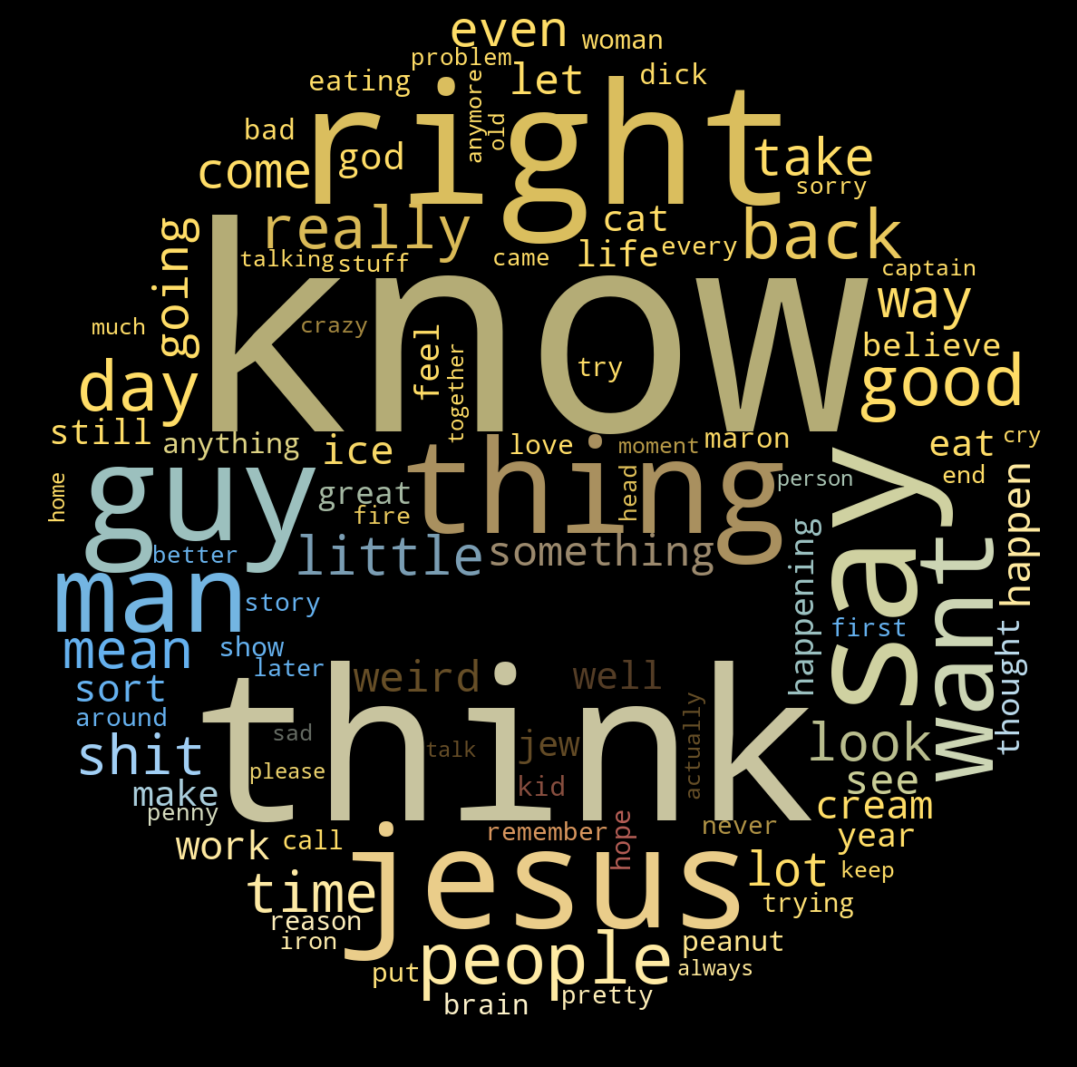 even
woman
problem
eating
let
dick
anymore
old
right
bad
god
come
take
sorry
really
cat
back
going
talking
stuff
came
life
every
captain
know
way
much
crazy
feel
together
try
believe
day
good
still
anything
ice
love
moment
maron
eat
cry
home
guy
great
fire
thing
head
person
end
say
want
happen
better
little
something
man
story
happening
first
thought
mean
show
later
sort
weird
well
around
sad
think
talk
jew
actually
look
shit
please
kid
see
make
penny
cream
work
call
remember
hope
never
year
jesus
time
lot
keep
reason
trying
iron
people
peanut
put
always
brain
pretty